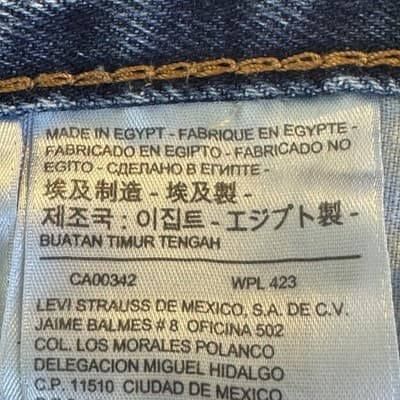 MADE IN EGYPT - FABRIQUE EN EGYPTE -
FABRICADO EN EGIPTO - FABRICADO NO
EGITO - СДЕЛАНО В ЕГИПТЕ -
埃及制造 - 埃及製 -
제조국 : 이집트 - エジプト製 -
BUATAN TIMUR TENGAH
CA00342 WPL 423
LEVI STRAUSS DE MEXICO, S.A. DE C.V.
JAIME BALMES # 8 OFICINA 502
COL. LOS MORALES POLANCO
DELEGACION MIGUEL HIDALGO
C.P. 11510 CIUDAD DE MEXICO